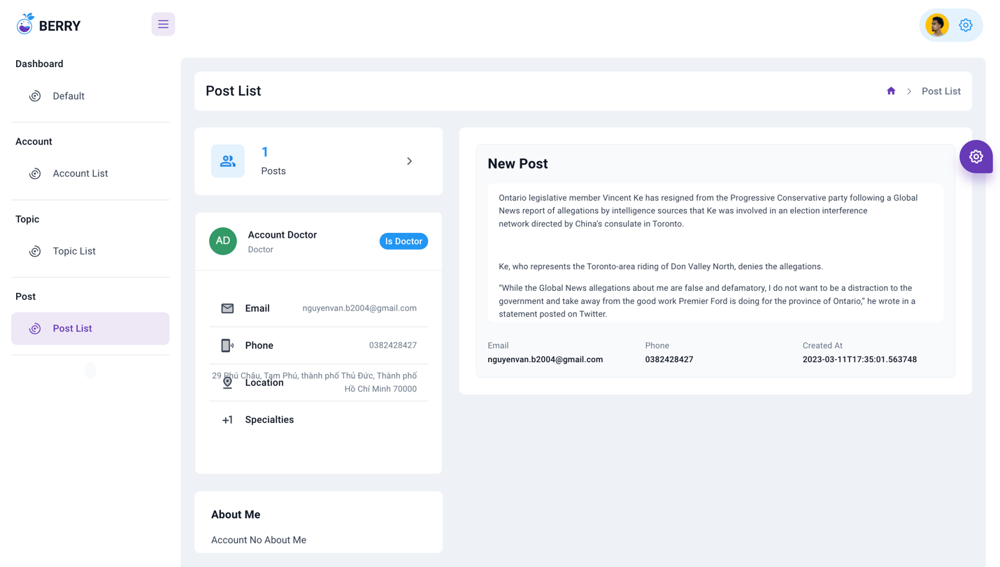 BERRY
Dashboard
Default
Account
Account List
Topic
Topic List
Post
Post List
Post List
Post List
1
Posts
AD
Account Doctor
Doctor
Is Doctor
Email
nguyenvan.b2004@gmail.com
Phone
0382428427
Location
29 Phú Châu, Tam Phú, thành phố Thủ Đức, Thành phố
Hồ Chí Minh 70000
+1
Specialties
About Me
Account No About Me
New Post
Ontario legislative member Vincent Ke has resigned from the Progressive Conservative party following a Global
News report of allegations by intelligence sources that Ke was involved in an election interference
network directed by China’s consulate in Toronto.
Ke, who represents the Toronto-area riding of Don Valley North, denies the allegations.
“While the Global News allegations about me are false and defamatory, I do not want to be a distraction to the
government and take away from the good work Premier Ford is doing for the province of Ontario,” he wrote in a
statement posted on Twitter.
Email
nguyenvan.b2004@gmail.com
Phone
0382428427
Created At
2023-03-11T17:35:01.563748